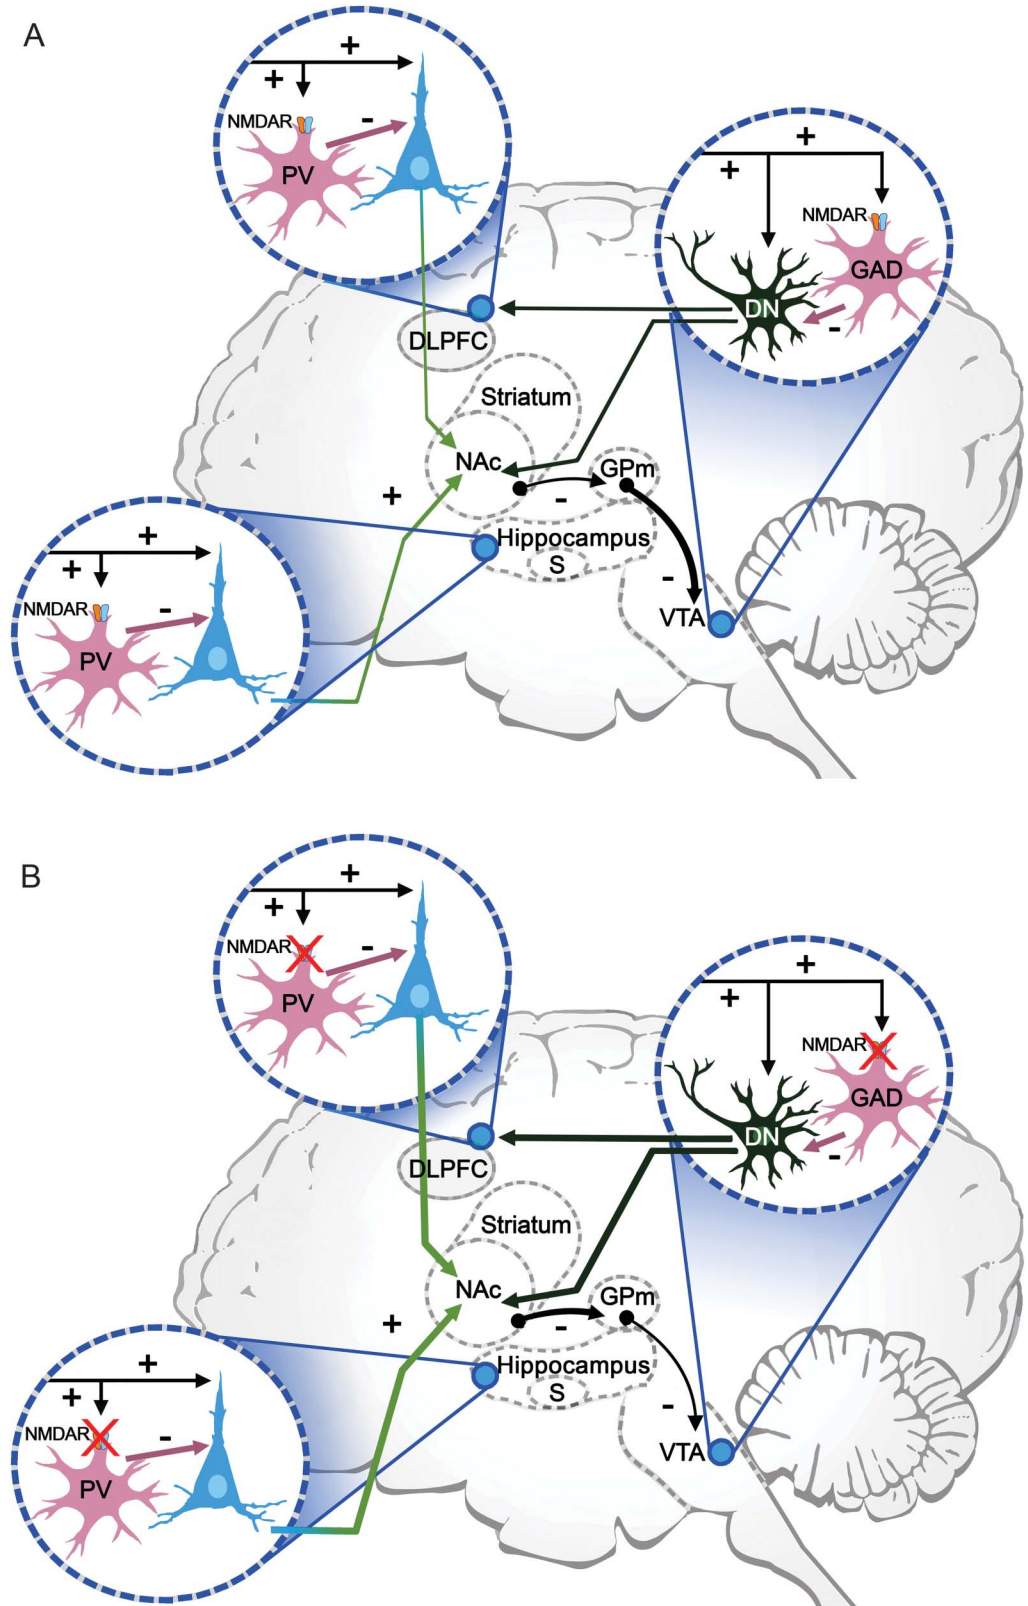 A
+
+
NMDAR
-
PV
+
+
NMDAR
GAD
DN
-
DLPFC
Striatum
NAc
GPm
+
-
Hippocampus
S
+
+
-
NMDAR
-
VTA
PV
B
+
+
NMDAR
-
PV
+
+
NMDAR
GAD
DN
-
DLPFC
Striatum
NAc
GPm
+
-
Hippocampus
S
+
+
-
NMDAR
-
VTA
PV